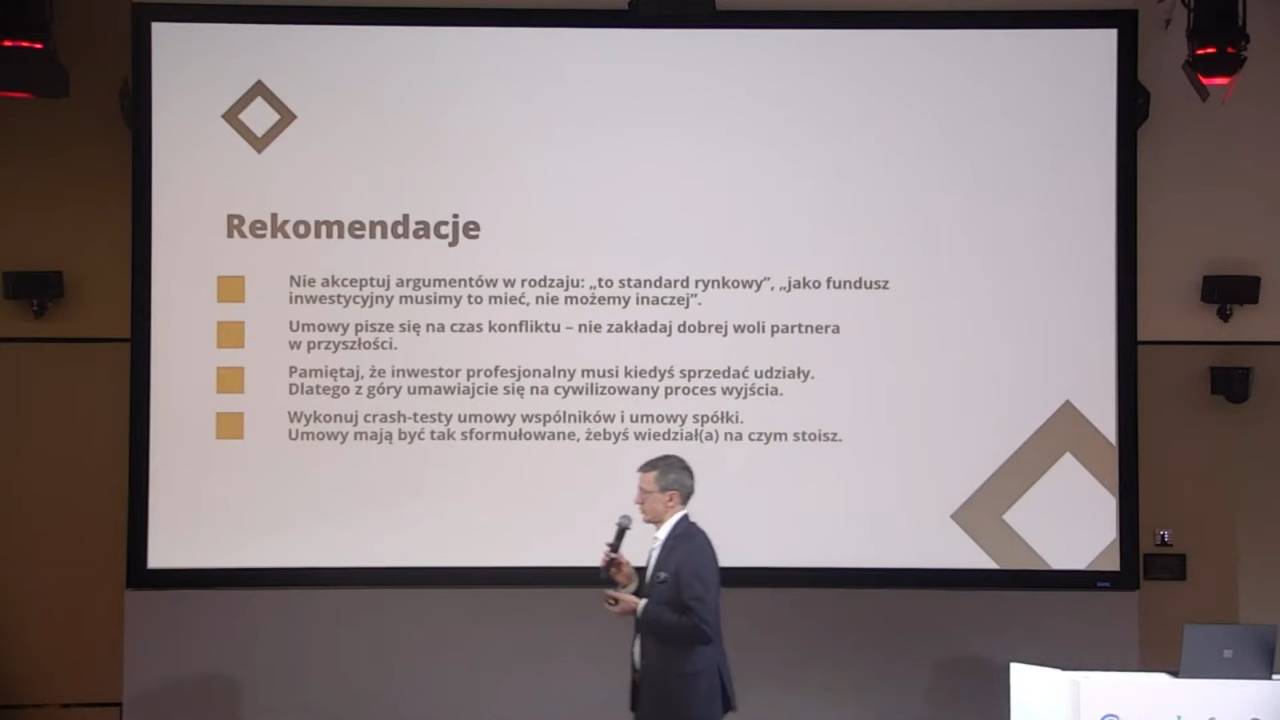 Rekomendacje
Nie akceptuj argumentów w rodzaju: „to standard rynkowy”, „jako fundusz
inwestycyjny musimy to mieć, nie możemy inaczej”.
Umowy pisze się na czas konfliktu – nie zakładaj dobrej woli partnera
w przyszłości.
Pamiętaj, że inwestor profesjonalny musi kiedyś sprzedać udziały.
Dlatego z góry umawiajcie się na cywilizowany proces wyjścia.
Wykonuj crash-testy umowy wspólników i umowy spółki.
Umowy mają być tak sformułowane, żebyś wiedział(a) na czym stoisz.